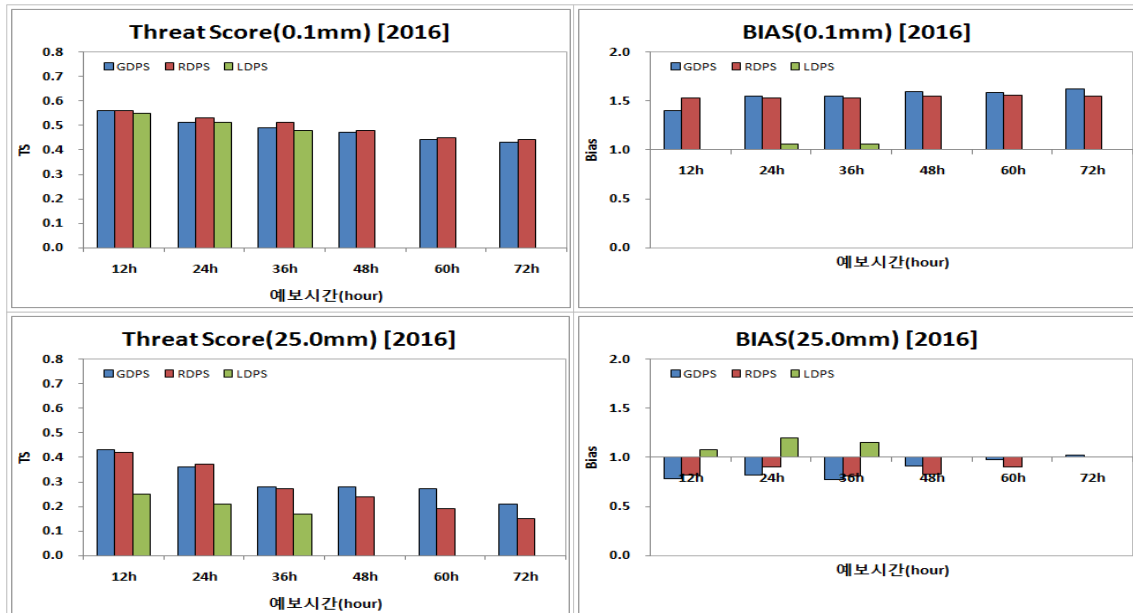 Threat Score(0.1mm) [2016]
0.8
0.7
0.6
0.5
0.4
0.3
0.2
0.1
0.0
TS
GDPS RDPS LDPS
12h 24h 36h 48h 60h 72h
예보시간(hour)
BIAS(0.1mm) [2016]
2.0
1.5
1.0
0.5
0.0
Bias
GDPS RDPS LDPS
12h 24h 36h 48h 60h 72h
예보시간(hour)
Threat Score(25.0mm) [2016]
0.8
0.7
0.6
0.5
0.4
0.3
0.2
0.1
0.0
TS
GDPS RDPS LDPS
12h 24h 36h 48h 60h 72h
예보시간(hour)
BIAS(25.0mm) [2016]
2.0
1.5
1.0
0.5
0.0
Bias
GDPS RDPS LDPS
12h 24h 36h 48h 60h 72h
예보시간(hour)